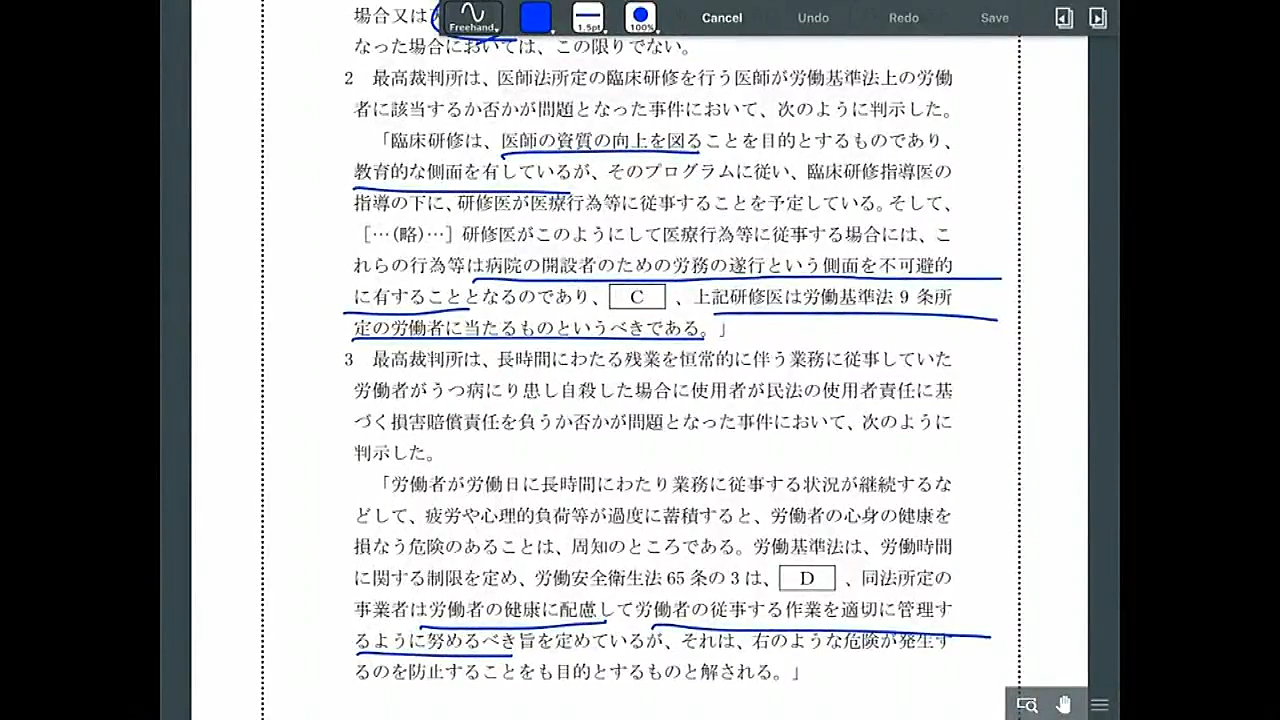 場合又は
Freehand
1.5pt
100%
Cancel
Undo
Redo
Save
なった場合においては、この限りでない。
2 最高裁判所は、医師法所定の臨床研修を行う医師が労働基準法上の労働
者に該当するか否かが問題となった事件において、次のように判示した。
「臨床研修は、医師の資質の向上を図ることを目的とするものであり、
教育的な側面を有しているが、そのプログラムに従い、臨床研修指導医の
指導の下に、研修医が医療行為等に従事することを予定している。そして、
[…(略)…] 研修医がこのようにして医療行為等に従事する場合には、こ
れらの行為等は病院の開設者のための労務の遂行という側面を不可避的
に有することとなるのであり、 C 、上記研修医は労働基準法 9 条所
定の労働者に当たるものというべきである。」
3 最高裁判所は、長時間にわたる残業を恒常的に伴う業務に従事していた
労働者がうつ病にり患し自殺した場合に使用者が民法の使用者責任に基
づく損害賠償責任を負うか否かが問題となった事件において、次のように
判示した。
「労働者が労働日に長時間にわたり業務に従事する状況が継続するな
どして、疲労や心理的負荷等が過度に蓄積すると、労働者の心身の健康を
損なう危険のあることは、周知のところである。労働基準法は、労働時間
に関する制限を定め、労働安全衛生法 65 条の 3 は、 D 、同法所定の
事業者は労働者の健康に配慮して労働者の従事する作業を適切に管理す
るように努めるべき旨を定めているが、それは、右のような危険が発生す
るのを防止することをも目的とするものと解される。」